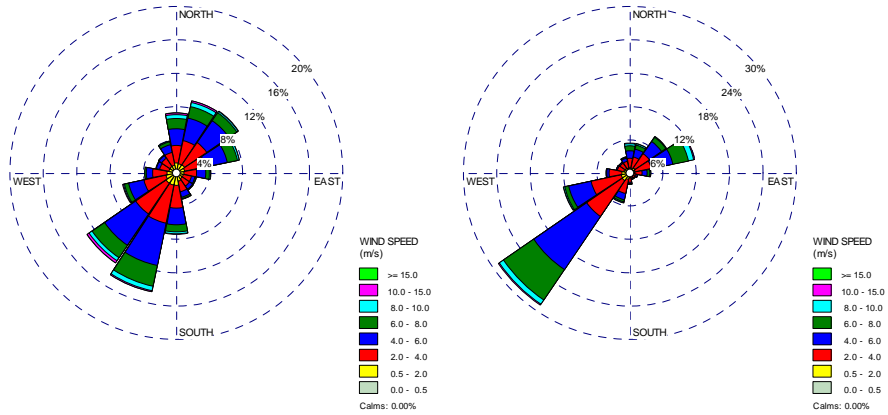 NORTH
20%
16%
12%
8%
4%
WEST
EAST
SOUTH
WIND SPEED
(m/s)
>= 15.0
10.0 - 15.0
8.0 - 10.0
6.0 - 8.0
4.0 - 6.0
2.0 - 4.0
0.5 - 2.0
0.0 - 0.5
Calms: 0.00%
NORTH
30%
24%
18%
12%
6%
WEST
EAST
SOUTH
WIND SPEED
(m/s)
>= 15.0
10.0 - 15.0
8.0 - 10.0
6.0 - 8.0
4.0 - 6.0
2.0 - 4.0
0.5 - 2.0
0.0 - 0.5
Calms: 0.00%